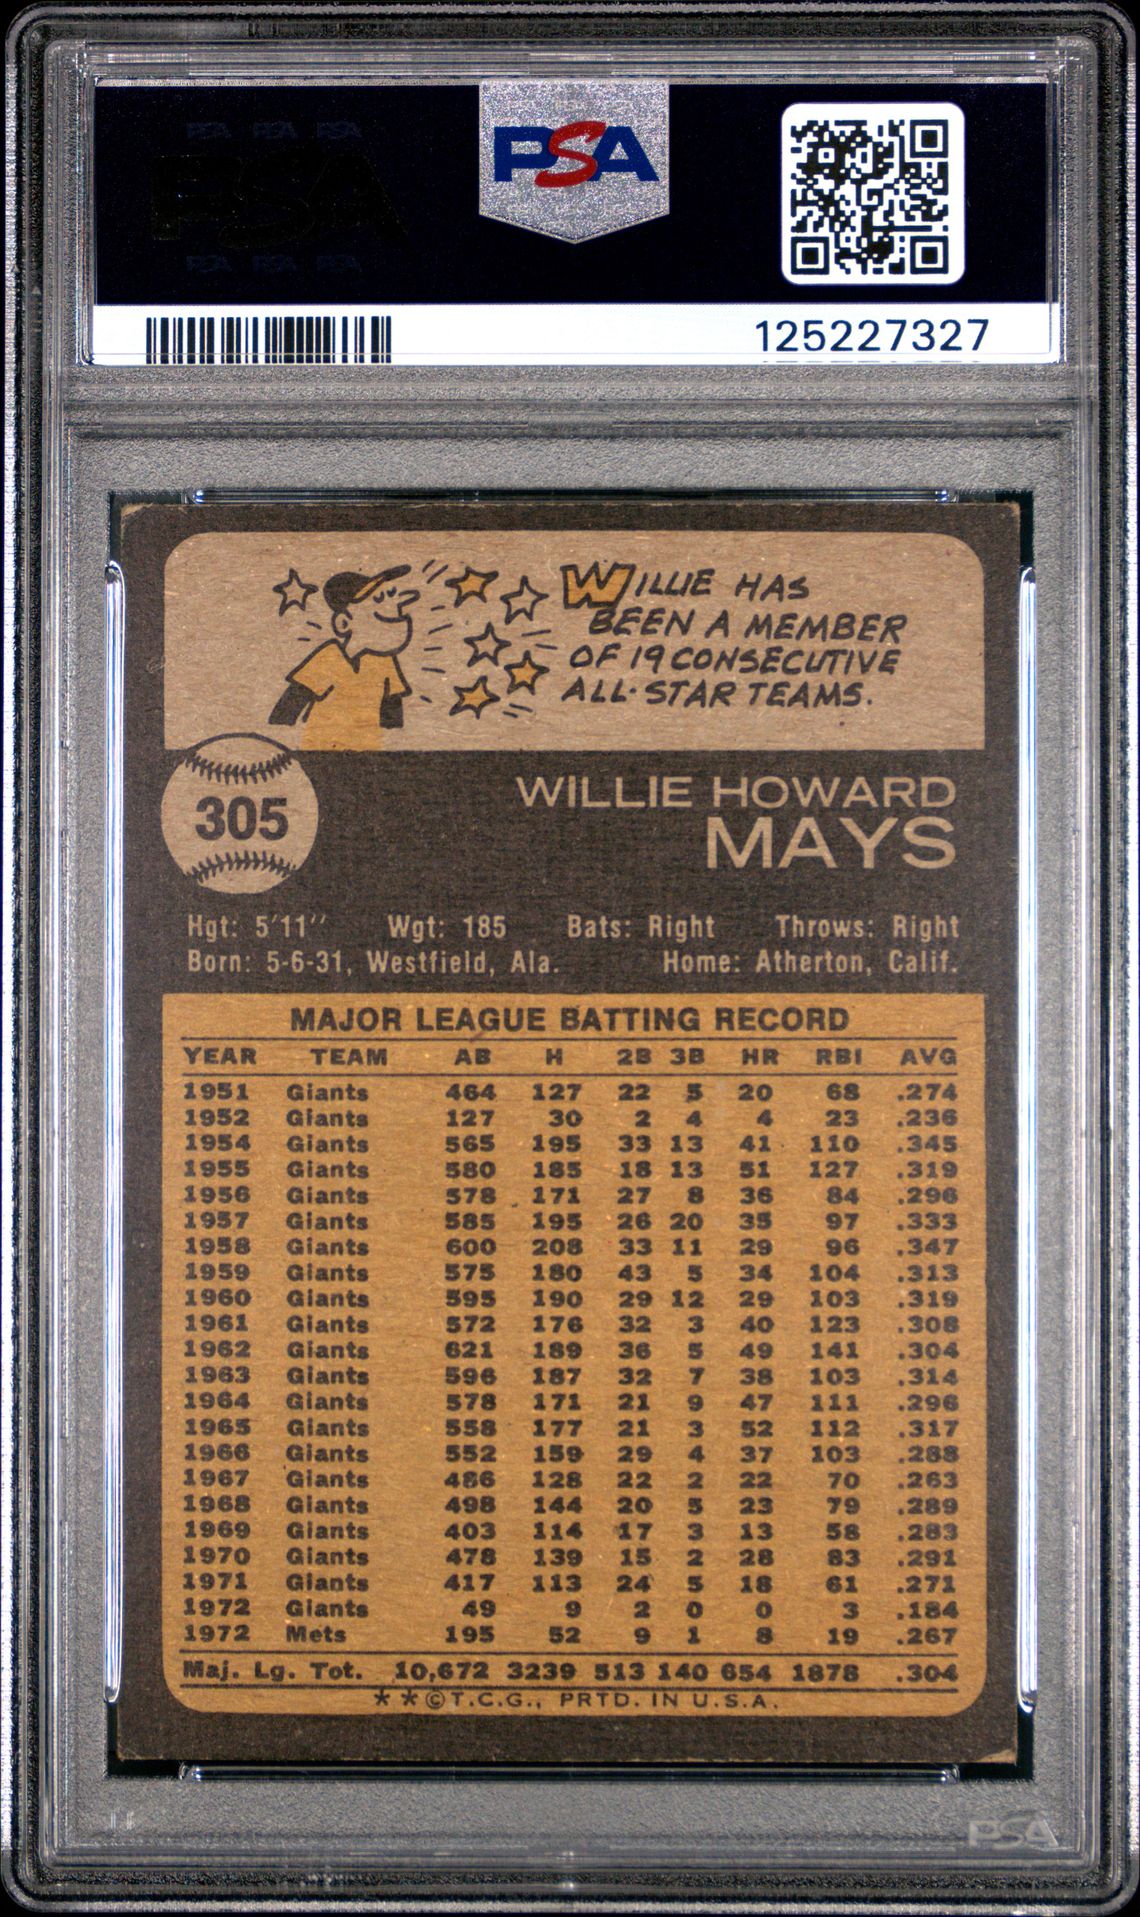 PSA PSA PSA
PSA
PSA PSA PSA
PSA
125227327
WILLIE HAS
BEEN A MEMBER
OF 19 CONSECUTIVE
ALL-STAR TEAMS.
305
WILLIE HOWARD
MAYS
Hgt: 5'11'' Wgt: 185 Bats: Right Throws: Right
Born: 5-6-31, Westfield, Ala. Home: Atherton, Calif.
MAJOR LEAGUE BATTING RECORD
YEAR TEAM AB H 2B 3B HR RBI AVG
1951 Giants 464 127 22 5 20 68 .274
1952 Giants 127 30 2 4 4 23 .236
1954 Giants 565 195 33 13 41 110 .345
1955 Giants 580 185 18 13 51 127 .319
1956 Giants 578 171 27 8 36 84 .296
1957 Giants 585 195 26 20 35 97 .333
1958 Giants 600 208 33 11 29 96 .347
1959 Giants 575 180 43 5 34 104 .313
1960 Giants 595 190 29 12 29 103 .319
1961 Giants 572 176 32 3 40 123 .308
1962 Giants 621 189 36 5 49 141 .304
1963 Giants 596 187 32 7 38 103 .314
1964 Giants 578 171 21 9 47 111 .296
1965 Giants 558 177 21 3 52 112 .317
1966 Giants 552 159 29 4 37 103 .288
1967 Giants 486 128 22 2 22 70 .263
1968 Giants 498 144 20 5 23 79 .289
1969 Giants 403 114 17 3 13 58 .283
1970 Giants 478 139 15 2 28 83 .291
1971 Giants 417 113 24 5 18 61 .271
1972 Giants 49 9 2 0 0 3 .184
1972 Mets 195 52 9 1 8 19 .267
Maj. Lg. Tot. 10,672 3239 513 140 654 1878 .304
**©T.C.G., PRTD. IN U.S.A.
PSA